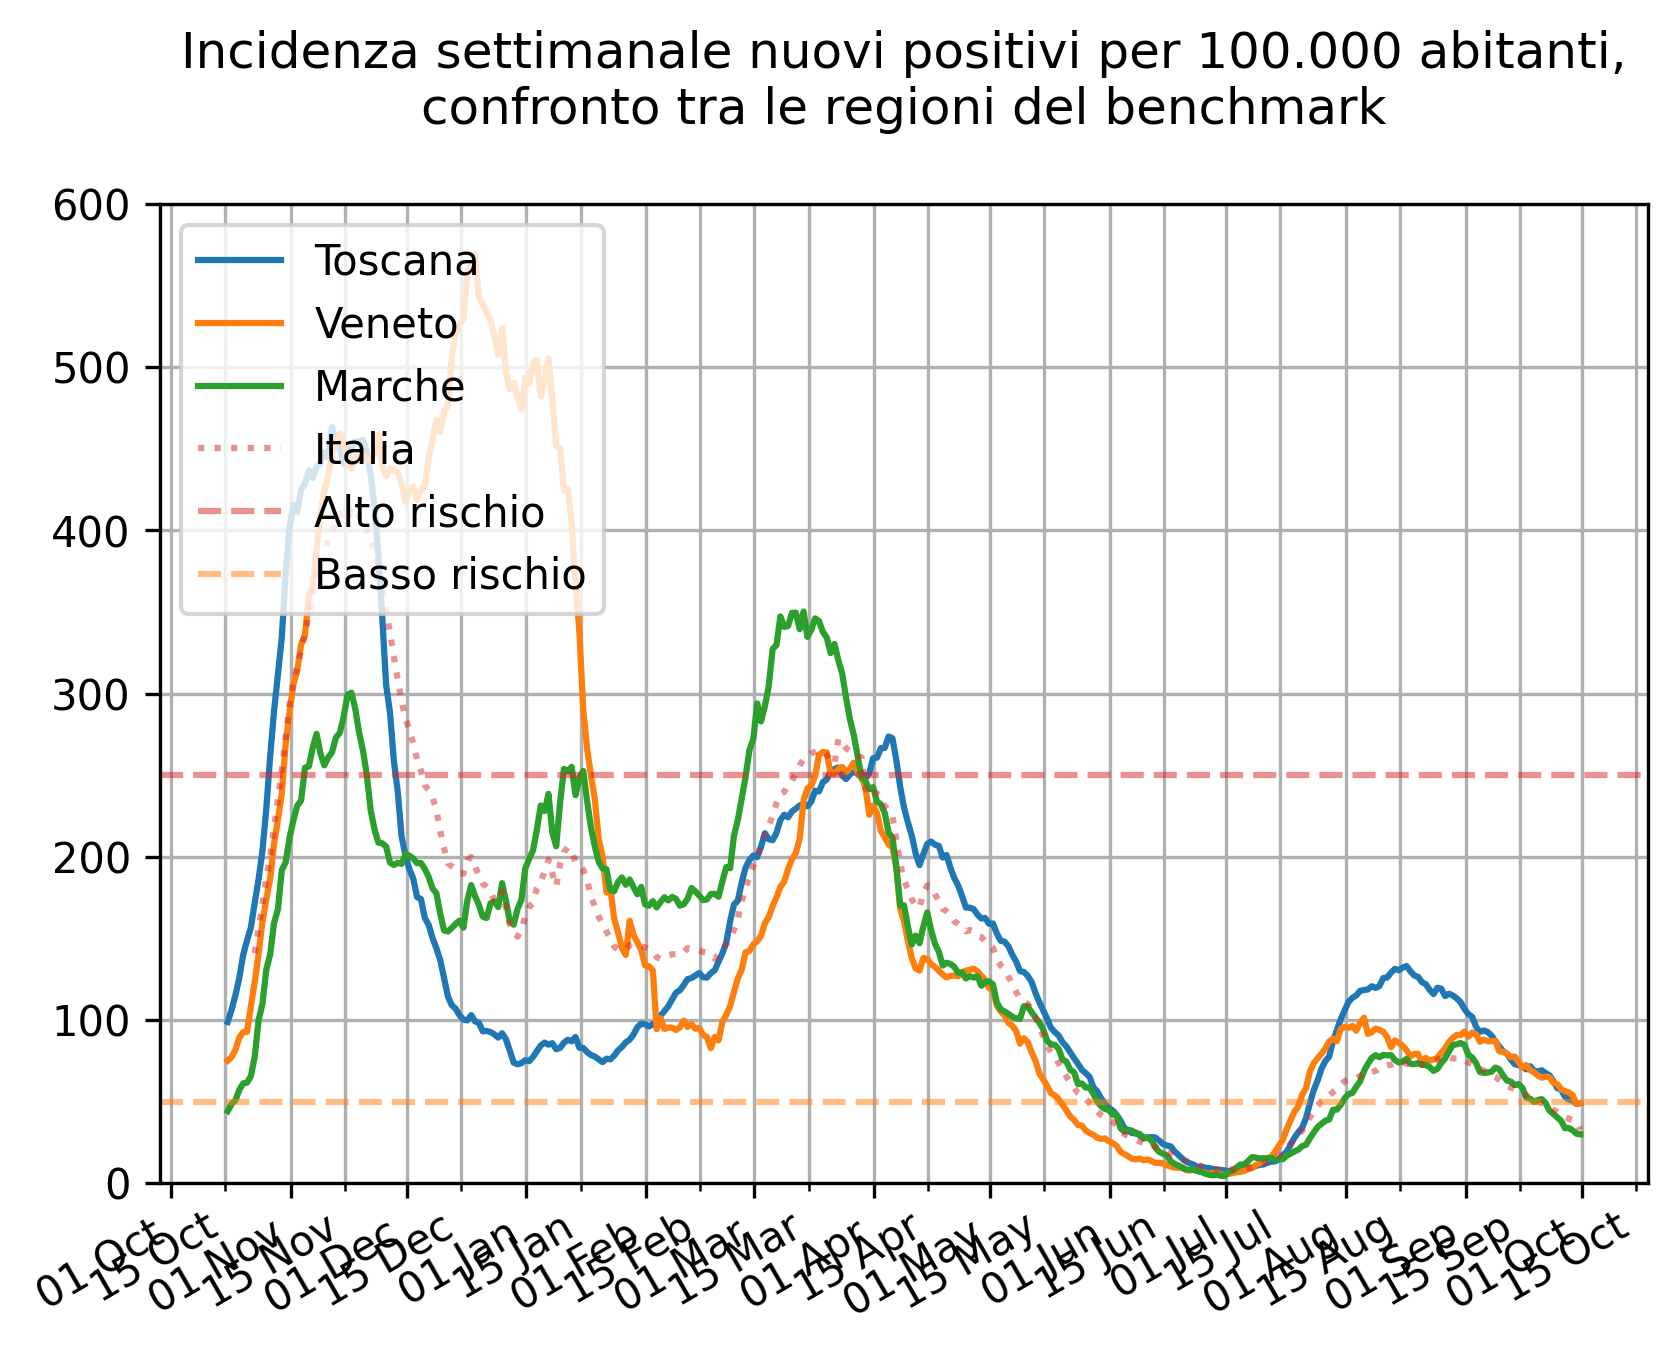 Incidenza settimanale nuovi positivi per 100.000 abitanti,
confronto tra le regioni del benchmark
600
500
400
300
200
100
0
Toscana
Veneto
Marche
Italia
Alto rischio
Basso rischio
01 Oct
15 Oct
01 Nov
15 Nov
01 Dec
15 Dec
01 Jan
15 Jan
01 Feb
15 Feb
01 Mar
15 Mar
01 Apr
15 Apr
01 May
15 May
01 Jun
15 Jun
01 Jul
15 Jul
01 Aug
15 Aug
01 Sep
15 Sep
01 Oct
15 Oct